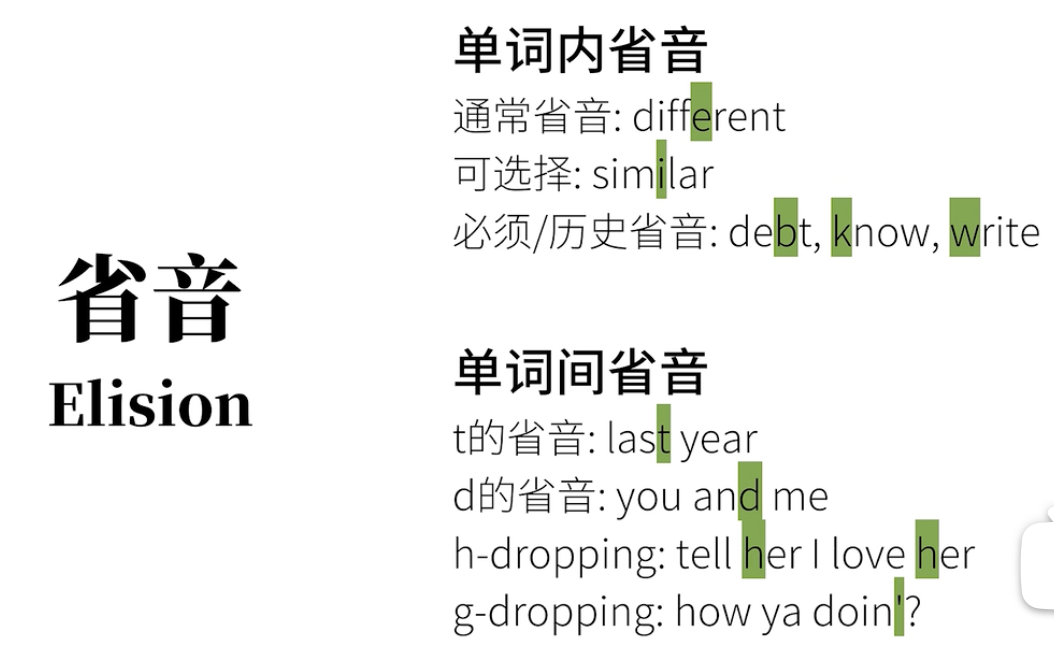 省音
Elision
单词内省音
通常省音: different
可选择: similar
必须/历史省音: debt, know, write
单词间省音
t的省音: last year
d的省音: you and me
h-dropping: tell her I love her
g-dropping: how ya doin'?